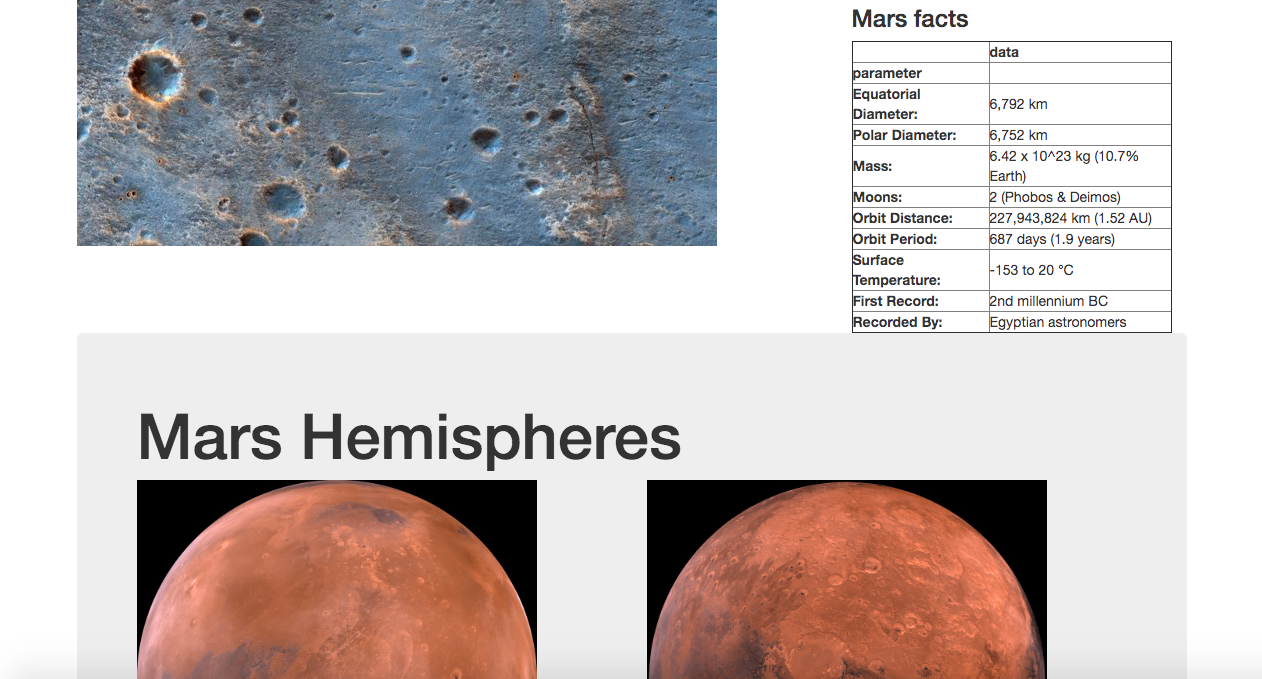 Mars facts
data
parameter
Equatorial
Diameter:
6,792 km
Polar Diameter:
6,752 km
Mass:
6.42 x 10^23 kg (10.7%
Earth)
Moons:
2 (Phobos & Deimos)
Orbit Distance:
227,943,824 km (1.52 AU)
Orbit Period:
687 days (1.9 years)
Surface
Temperature:
-153 to 20 °C
First Record:
2nd millennium BC
Recorded By:
Egyptian astronomers
Mars Hemispheres